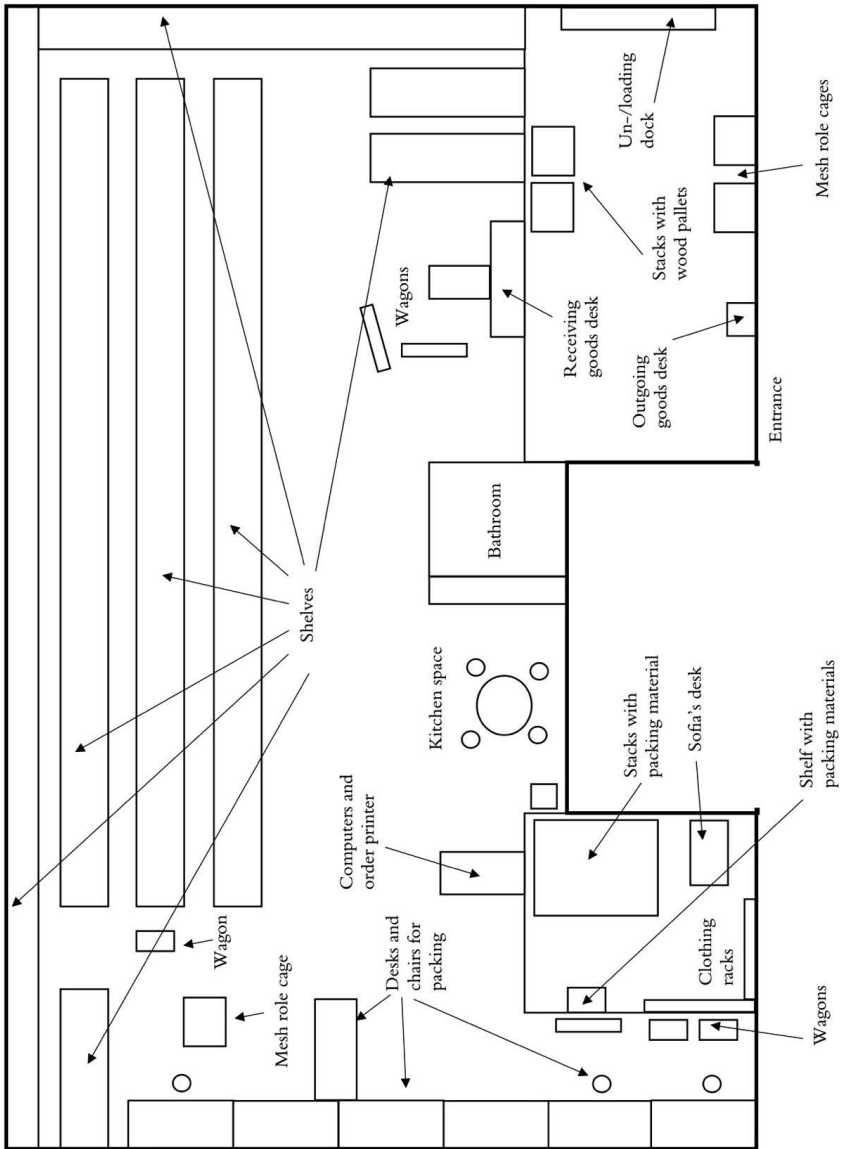 Shelves
Wagon
Mesh role cage
Desks and
chairs for
packing
Computers and
order printer
Kitchen space
Bathroom
Wagons
Receiving
goods desk
Un-/loading
dock
Stacks with
wood pallets
Outgoing
goods desk
Entrance
Mesh role cages
Stacks with
packing material
Sofia's desk
Shelf with
packing materials
Clothing
racks
Wagons